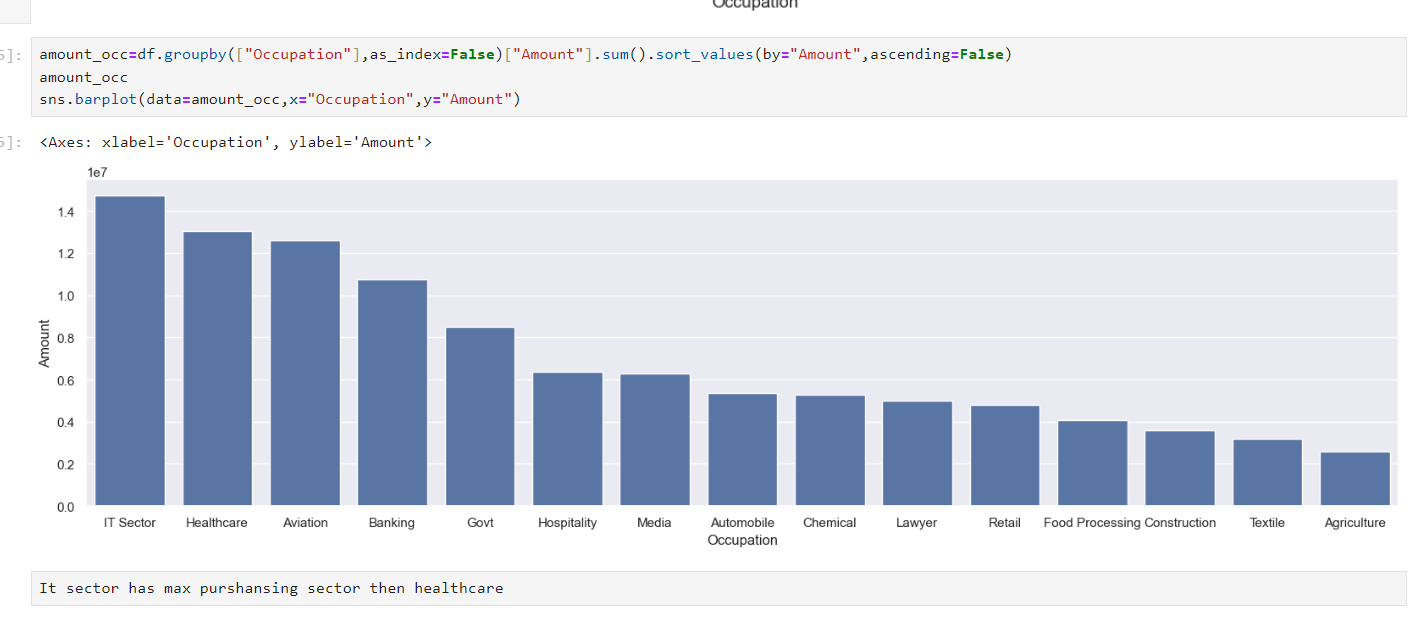 Occupation
5]:
amount_occ=df.groupby(["Occupation"],as_index=False)["Amount"].sum().sort_values(by="Amount",ascending=False)
amount_occ
sns.barplot(data=amount_occ,x="Occupation",y="Amount")
5]:
<Axes: xlabel='Occupation', ylabel='Amount'>
1e7
1.4
1.2
1.0
0.8
0.6
0.4
0.2
0.0
Amount
IT Sector Healthcare Aviation Banking Govt Hospitality Media Automobile Chemical Lawyer Retail Food Processing Construction Textile Agriculture
Occupation
It sector has max purshansing sector then healthcare